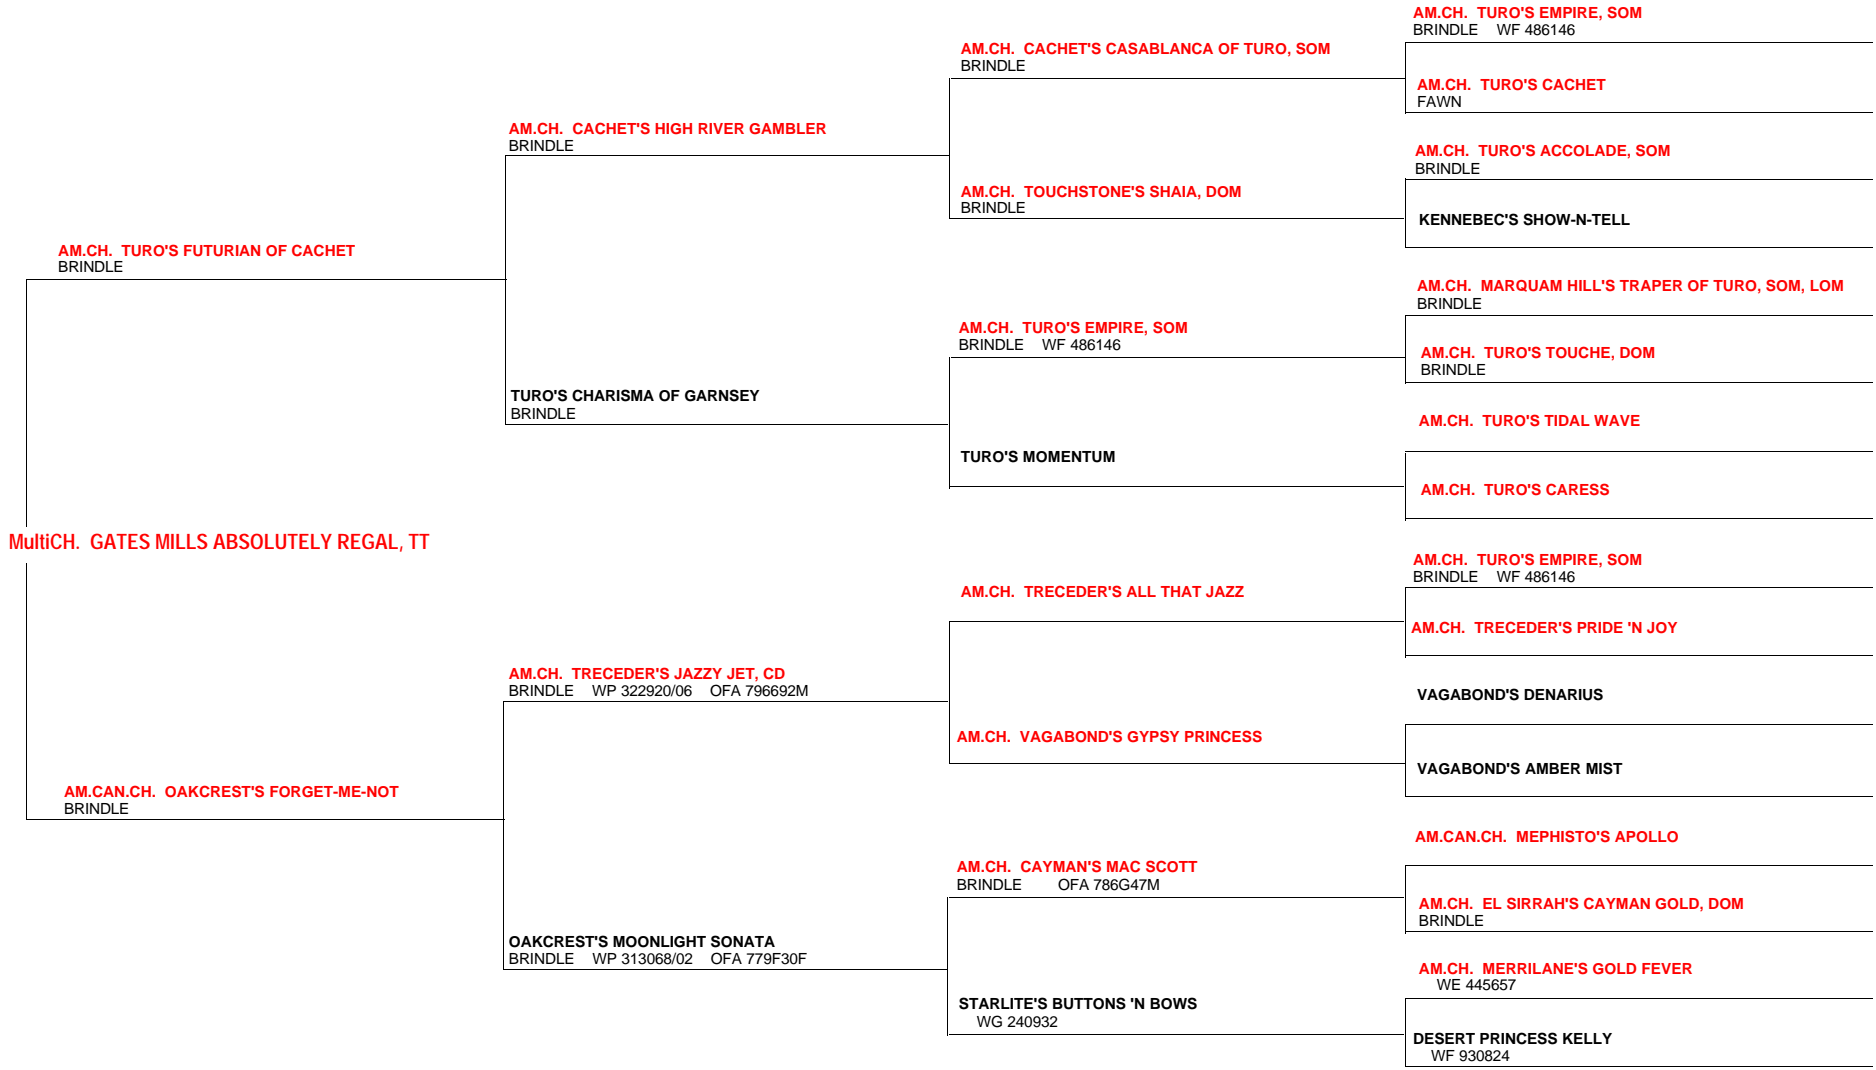 AM.CH. TURO'S EMPIRE, SOM
BRINDLE WF 486146
AM.CH. CACHET'S CASABLANCA OF TURO, SOM
BRINDLE
AM.CH. TURO'S CACHET
FAWN
AM.CH. CACHET'S HIGH RIVER GAMBLER
BRINDLE
AM.CH. TURO'S ACCOLADE, SOM
BRINDLE
AM.CH. TOUCHSTONE'S SHAIA, DOM
BRINDLE
KENNEBEC'S SHOW-N-TELL
AM.CH. TURO'S FUTURIAN OF CACHET
BRINDLE
AM.CH. MARQUAM HILL'S TRAPER OF TURO, SOM, LOM
BRINDLE
AM.CH. TURO'S EMPIRE, SOM
BRINDLE WF 486146
AM.CH. TURO'S TOUCHE, DOM
BRINDLE
TURO'S CHARISMA OF GARNSEY
BRINDLE
AM.CH. TURO'S TIDAL WAVE
TURO'S MOMENTUM
AM.CH. TURO'S CARESS
MultiCH. GATES MILLS ABSOLUTELY REGAL, TT
AM.CH. TURO'S EMPIRE, SOM
BRINDLE WF 486146
AM.CH. TRECEDER'S ALL THAT JAZZ
AM.CH. TRECEDER'S PRIDE 'N JOY
AM.CH. TRECEDER'S JAZZY JET, CD
BRINDLE WP 322920/06 OFA 796692M
VAGABOND'S DENARIUS
AM.CH. VAGABOND'S GYPSY PRINCESS
VAGABOND'S AMBER MIST
AM.CAN.CH. OAKCREST'S FORGET-ME-NOT
BRINDLE
AM.CAN.CH. MEPHISTO'S APOLLO
AM.CH. CAYMAN'S MAC SCOTT
BRINDLE OFA 786G47M
AM.CH. EL SIRRAH'S CAYMAN GOLD, DOM
BRINDLE
OAKCREST'S MOONLIGHT SONATA
BRINDLE WP 313068/02 OFA 779F30F
AM.CH. MERRILANE'S GOLD FEVER
WE 445657
STARLITE'S BUTTONS 'N BOWS
WG 240932
DESERT PRINCESS KELLY
WF 930824